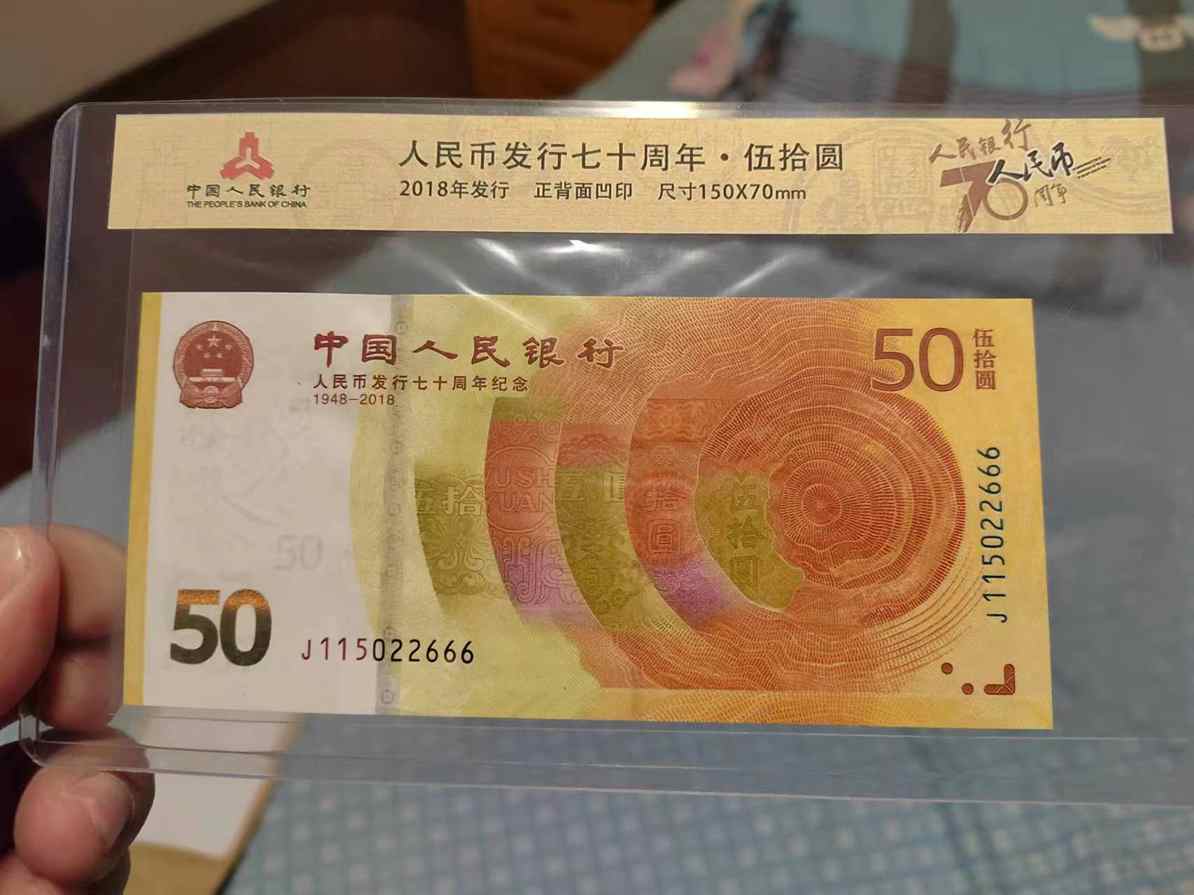 中国人民银行
THE PEOPLE'S BANK OF CHINA
人民币发行七十周年·伍拾圆
2018年发行 正背面凹印 尺寸150X70mm
人民银行
70
人民币
周年
中国人民银行
人民币发行七十周年纪念
1948-2018
50
伍拾圆
伍拾
WUSHI
YUAN
伍拾圆
伍拾圆
50
50
J115022666
J115022666